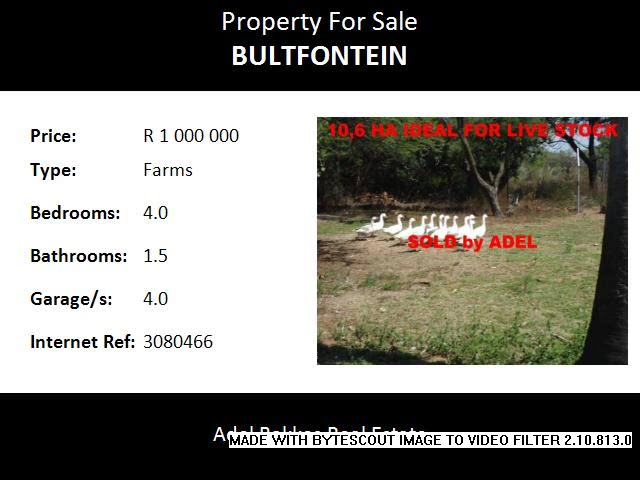 Property For Sale
BULTFONTEIN
Price: R 1 000 000
Type: Farms
Bedrooms: 4.0
Bathrooms: 1.5
Garage/s: 4.0
Internet Ref: 3080466
10,6 HA IDEAL FOR LIVE STOCK
SOLD by ADEL
MADE WITH BYTESCOUT IMAGE TO VIDEO FILTER 2.10.813.0